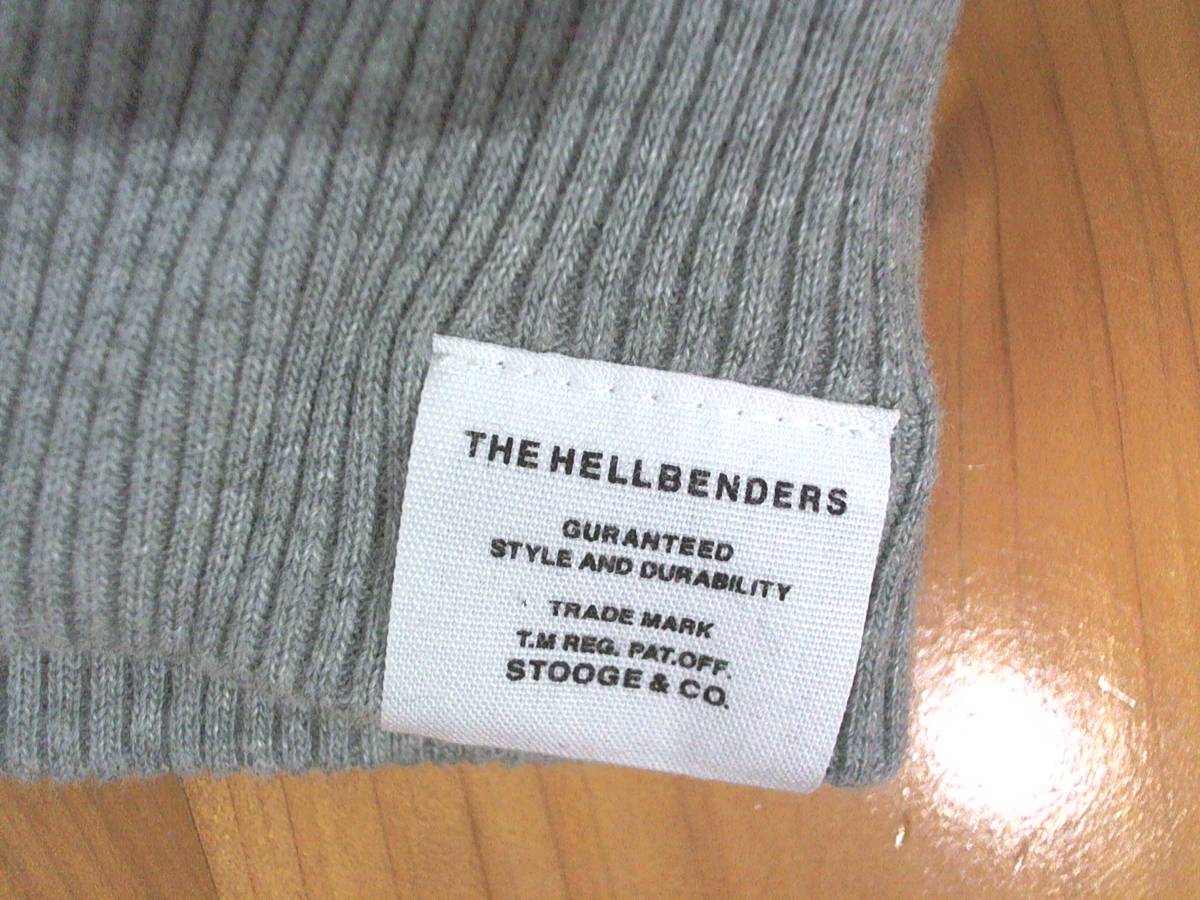 THE HELLBENDERS
GURANTEED
STYLE AND DURABILITY
TRADE MARK
T.M REG. PAT.OFF.
STOOGE & CO.